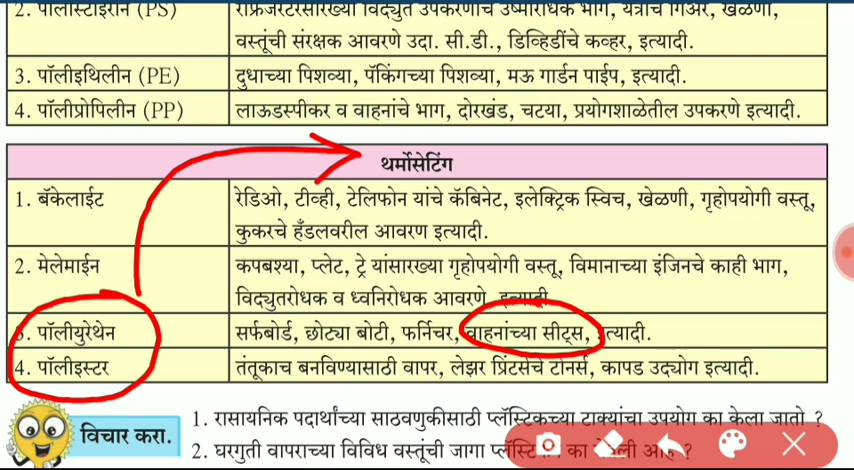 2. पॉलीस्टाइरीन (PS)
रेफ्रिजरेटरसारख्या विद्युत उपकरणांचे उष्मारोधक भाग, यंत्राचे गिअर, खेळणी,
वस्तूंची संरक्षक आवरणे उदा. सी.डी., डिव्हिडींचे कव्हर, इत्यादी.
3. पॉलीइथिलीन (PE)
दुधाच्या पिशव्या, पॅकिंगच्या पिशव्या, मऊ गार्डन पाईप, इत्यादी.
4. पॉलीप्रोपिलीन (PP)
लाऊडस्पीकर व वाहनांचे भाग, दोरखंड, चटया, प्रयोगशाळेतील उपकरणे इत्यादी.
थर्मोसेटिंग
1. बॅकेलाईट
रेडिओ, टीव्ही, टेलिफोन यांचे कॅबिनेट, इलेक्ट्रिक स्विच, खेळणी, गृहोपयोगी वस्तू,
कुकरचे हँडलवरील आवरण इत्यादी.
2. मेलेमाईन
कपबश्या, प्लेट, ट्रे यांसारख्या गृहोपयोगी वस्तू, विमानाच्या इंजिनचे काही भाग,
विद्युतरोधक व ध्वनिरोधक आवरणे, इत्यादी
3. पॉलीयुरेथेन
सर्फबोर्ड, छोट्या बोटी, फर्निचर, वाहनांच्या सीट्स, इत्यादी.
4. पॉलीइस्टर
तंतूकाच बनविण्यासाठी वापर, लेझर प्रिंटर्सचे टोनर्स, कापड उद्योग इत्यादी.
विचार करा.
1. रासायनिक पदार्थांच्या साठवणुकीसाठी प्लॅस्टिकच्या टाक्यांचा उपयोग का केला जातो ?
2. घरगुती वापराच्या विविध वस्तूंची जागा का आहे ?